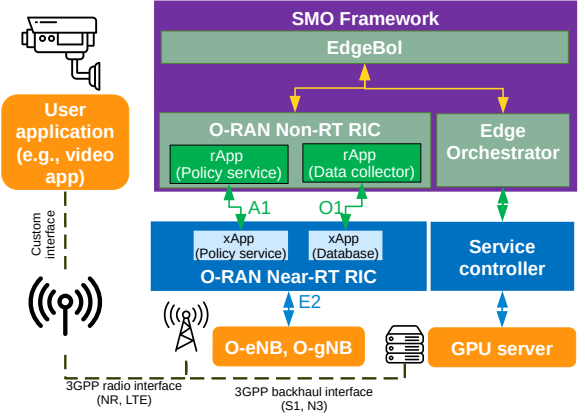 SMO Framework
EdgeBol
User
application
(e.g., video
app)
O-RAN Non-RT RIC
rApp
(Policy service)
rApp
(Data collector)
Edge
Orchestrator
A1
O1
Custom
interface
xApp
(Policy service)
xApp
(Database)
O-RAN Near-RT RIC
Service
controller
E2
O-eNB, O-gNB
GPU server
3GPP radio interface
(NR, LTE)
3GPP backhaul interface
(S1, N3)